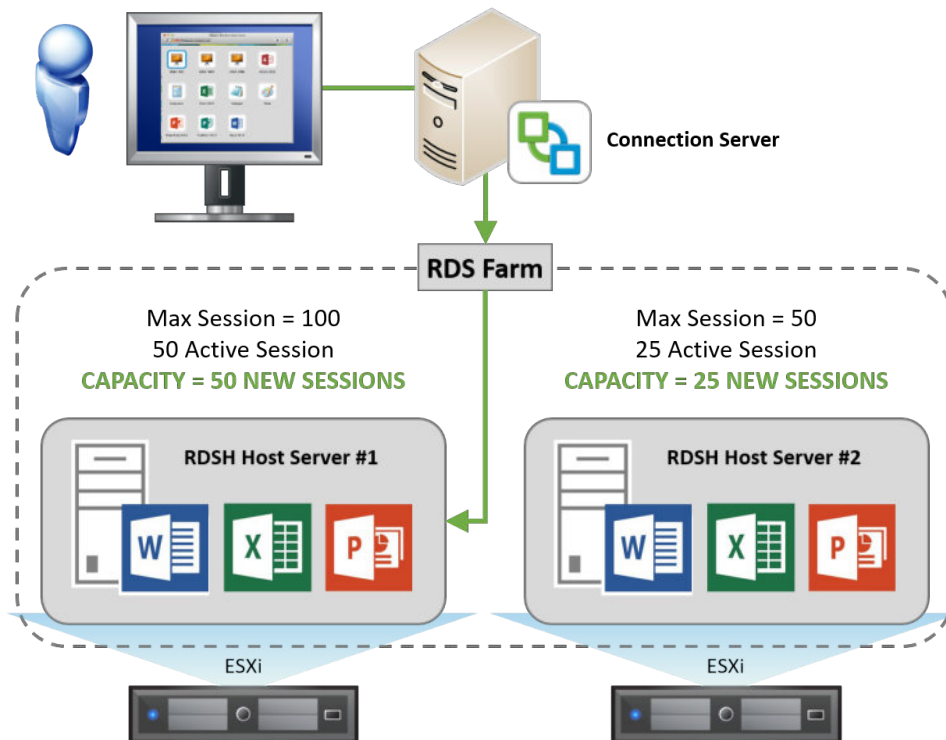 Connection Server
RDS Farm
Max Session = 100
50 Active Session
CAPACITY = 50 NEW SESSIONS
Max Session = 50
25 Active Session
CAPACITY = 25 NEW SESSIONS
RDSH Host Server #1
W
X
P
RDSH Host Server #2
W
X
P
ESXi
ESXi